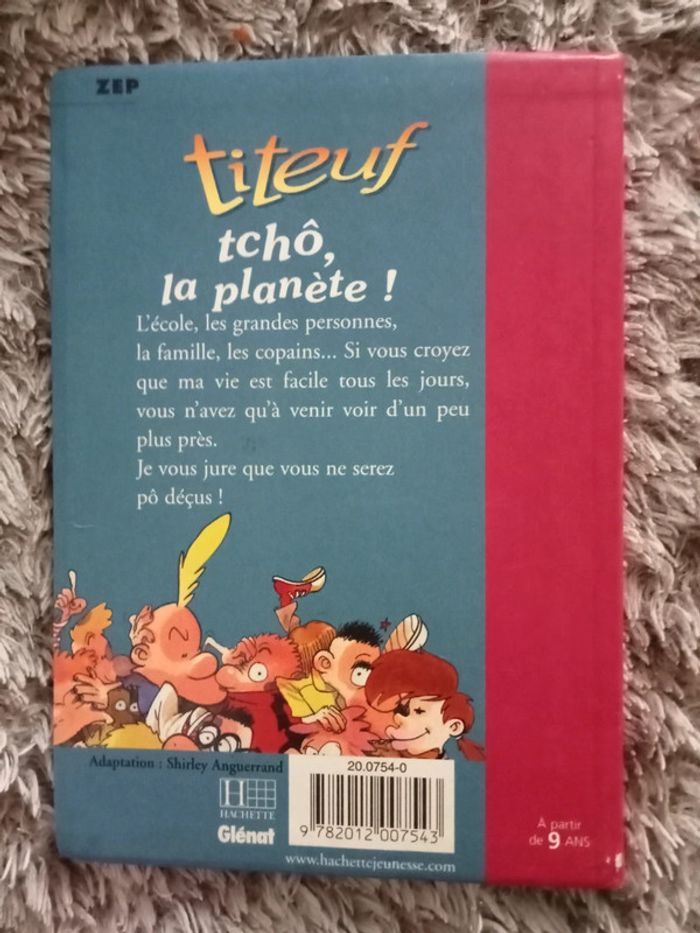 ZEP
titeuf
tchô,
la planète !
L'école, les grandes personnes,
la famille, les copains... Si vous croyez
que ma vie est facile tous les jours,
vous n'avez qu'à venir voir d'un peu
plus près.
Je vous jure que vous ne serez
pô déçus !
Adaptation : Shirley Anguerrand
H
HACHETTE
Glénat
20.0754-0
9 782012 007543
www.hachettejeunesse.com
À partir
de 9 ANS